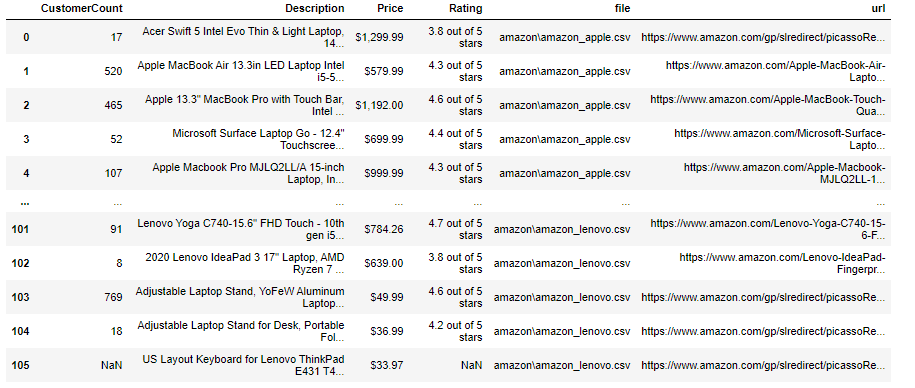 CustomerCount Description Price Rating file url
0 17 Acer Swift 5 Intel Evo Thin & Light Laptop, 14... $1,299.99 3.8 out of 5 stars amazon\amazon_apple.csv https://www.amazon.com/gp/slredirect/picassoRe...
1 520 Apple MacBook Air 13.3in LED Laptop Intel i5-5... $579.99 4.3 out of 5 stars amazon\amazon_apple.csv https://www.amazon.com/Apple-MacBook-Air-Lapto...
2 465 Apple 13.3" MacBook Pro with Touch Bar, Intel ... $1,192.00 4.6 out of 5 stars amazon\amazon_apple.csv https://www.amazon.com/Apple-MacBook-Touch-Qua...
3 52 Microsoft Surface Laptop Go - 12.4" Touchscree... $699.99 4.4 out of 5 stars amazon\amazon_apple.csv https://www.amazon.com/Microsoft-Surface-Lapto...
4 107 Apple Macbook Pro MJLQ2LL/A 15-inch Laptop, In... $999.99 4.3 out of 5 stars amazon\amazon_apple.csv https://www.amazon.com/Apple-Macbook-MJLQ2LL-1...
... ... ... ... ... ... ...
101 91 Lenovo Yoga C740-15.6" FHD Touch - 10th gen i5... $784.26 4.7 out of 5 stars amazon\amazon_lenovo.csv https://www.amazon.com/Lenovo-Yoga-C740-15-6-F...
102 8 2020 Lenovo IdeaPad 3 17" Laptop, AMD Ryzen 7 ... $639.00 3.8 out of 5 stars amazon\amazon_lenovo.csv https://www.amazon.com/Lenovo-IdeaPad-Fingerpr...
103 769 Adjustable Laptop Stand, YoFeW Aluminum Laptop... $49.99 4.6 out of 5 stars amazon\amazon_lenovo.csv https://www.amazon.com/gp/slredirect/picassoRe...
104 18 Adjustable Laptop Stand for Desk, Portable Fol... $36.99 4.2 out of 5 stars amazon\amazon_lenovo.csv https://www.amazon.com/gp/slredirect/picassoRe...
105 NaN US Layout Keyboard for Lenovo ThinkPad E431 T4... $33.97 NaN amazon\amazon_lenovo.csv https://www.amazon.com/gp/slredirect/picassoRe...